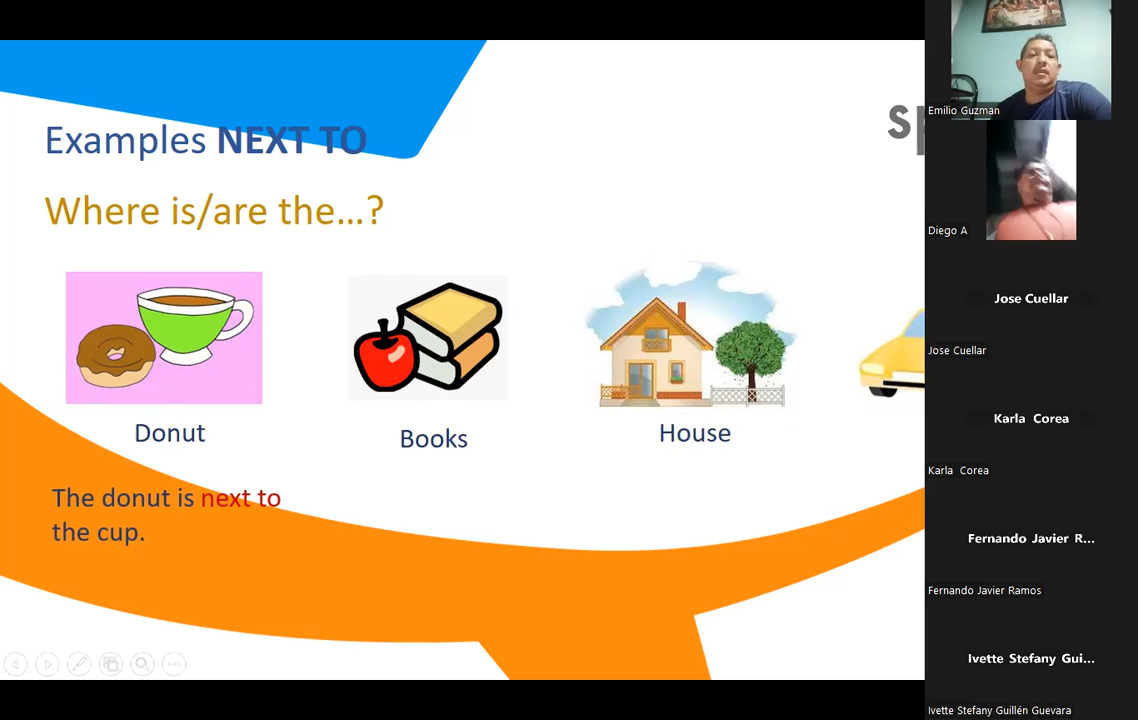 Examples NEXT TO
Where is/are the...?
Donut
Books
House
The donut is next to
the cup.
Emilio Guzman
Diego A
Jose Cuellar
Jose Cuellar
Karla Corea
Karla Corea
Fernando Javier R...
Fernando Javier Ramos
Ivette Stefany Gui...
Ivette Stefany Guillén Guevara